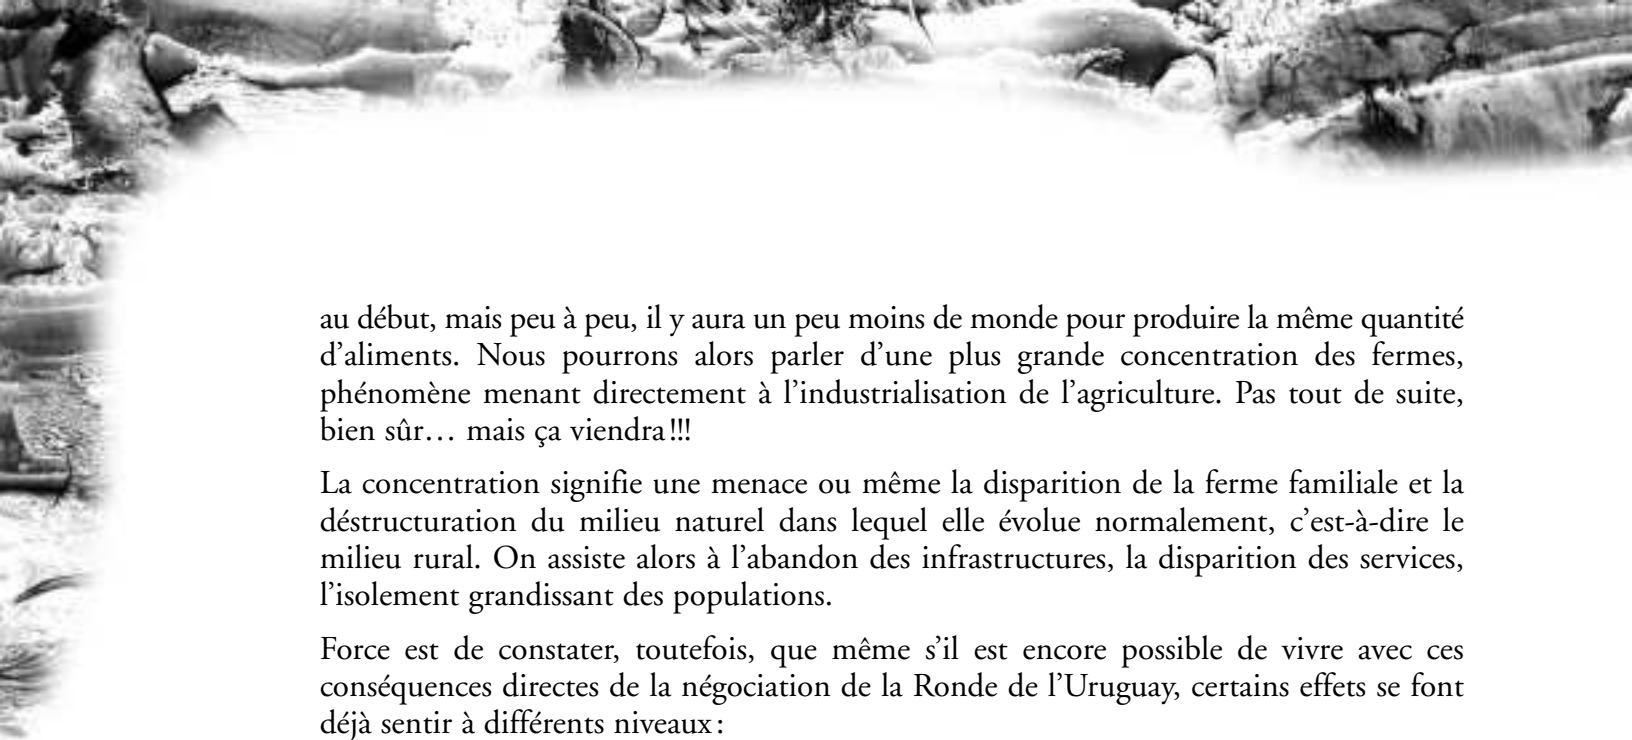 au début, mais peu à peu, il y aura un peu moins de monde pour produire la même quantité
d’aliments. Nous pourrons alors parler d’une plus grande concentration des fermes,
phénomène menant directement à l’industrialisation de l’agriculture. Pas tout de suite,
bien sûr… mais ça viendra!!!
La concentration signifie une menace ou même la disparition de la ferme familiale et la
déstructuration du milieu naturel dans lequel elle évolue normalement, c’est-à-dire le
milieu rural. On assiste alors à l’abandon des infrastructures, la disparition des services,
l’isolement grandissant des populations.
Force est de constater, toutefois, que même s’il est encore possible de vivre avec ces
conséquences directes de la négociation de la Ronde de l’Uruguay, certains effets se font
déjà sentir à différents niveaux: